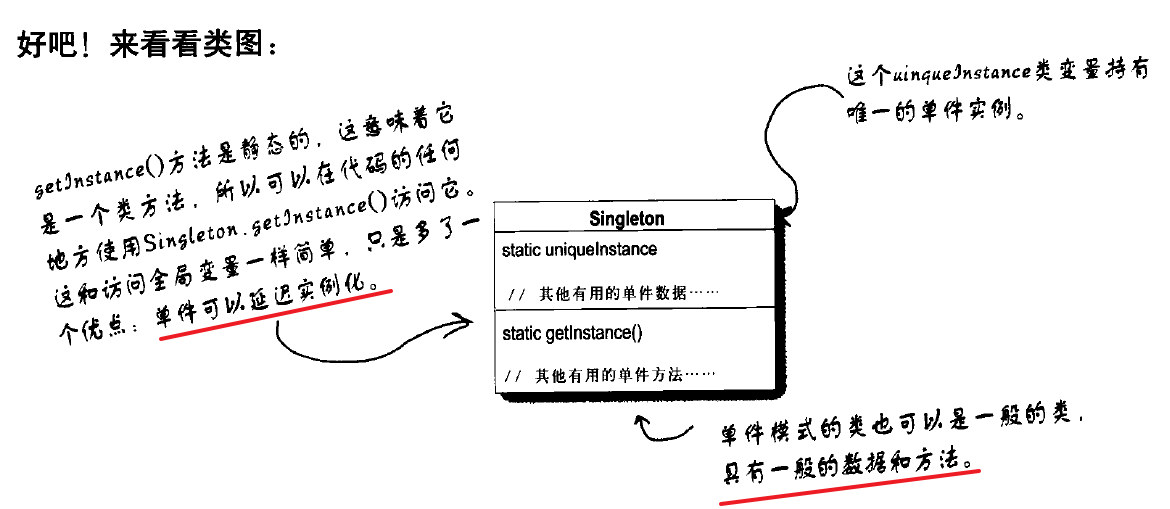 好吧！来看看类图：
这个uinqueInstance类变量持有
唯一的单件实例。
getInstance()方法是静态的，这意味着它
是一个类方法，所以可以在代码的任何
地方使用Singleton.getInstance()访问它。
这和访问全局变量一样简单，只是多了一
个优点：单件可以延迟实例化。
Singleton
static uniqueInstance
// 其他有用的单件数据……
static getInstance()
// 其他有用的单件方法……
单件模式的类也可以是一般的类，
具有一般的数据和方法。